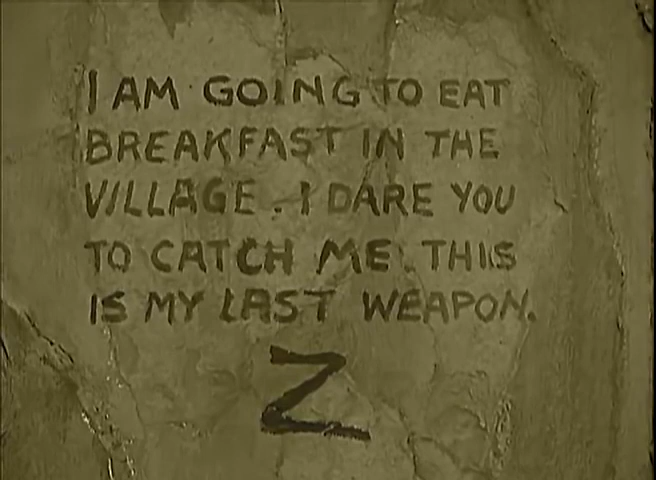 I AM GOING TO EAT
BREAKFAST IN THE
VILLAGE. I DARE YOU
TO CATCH ME. THIS
IS MY LAST WEAPON.
Z